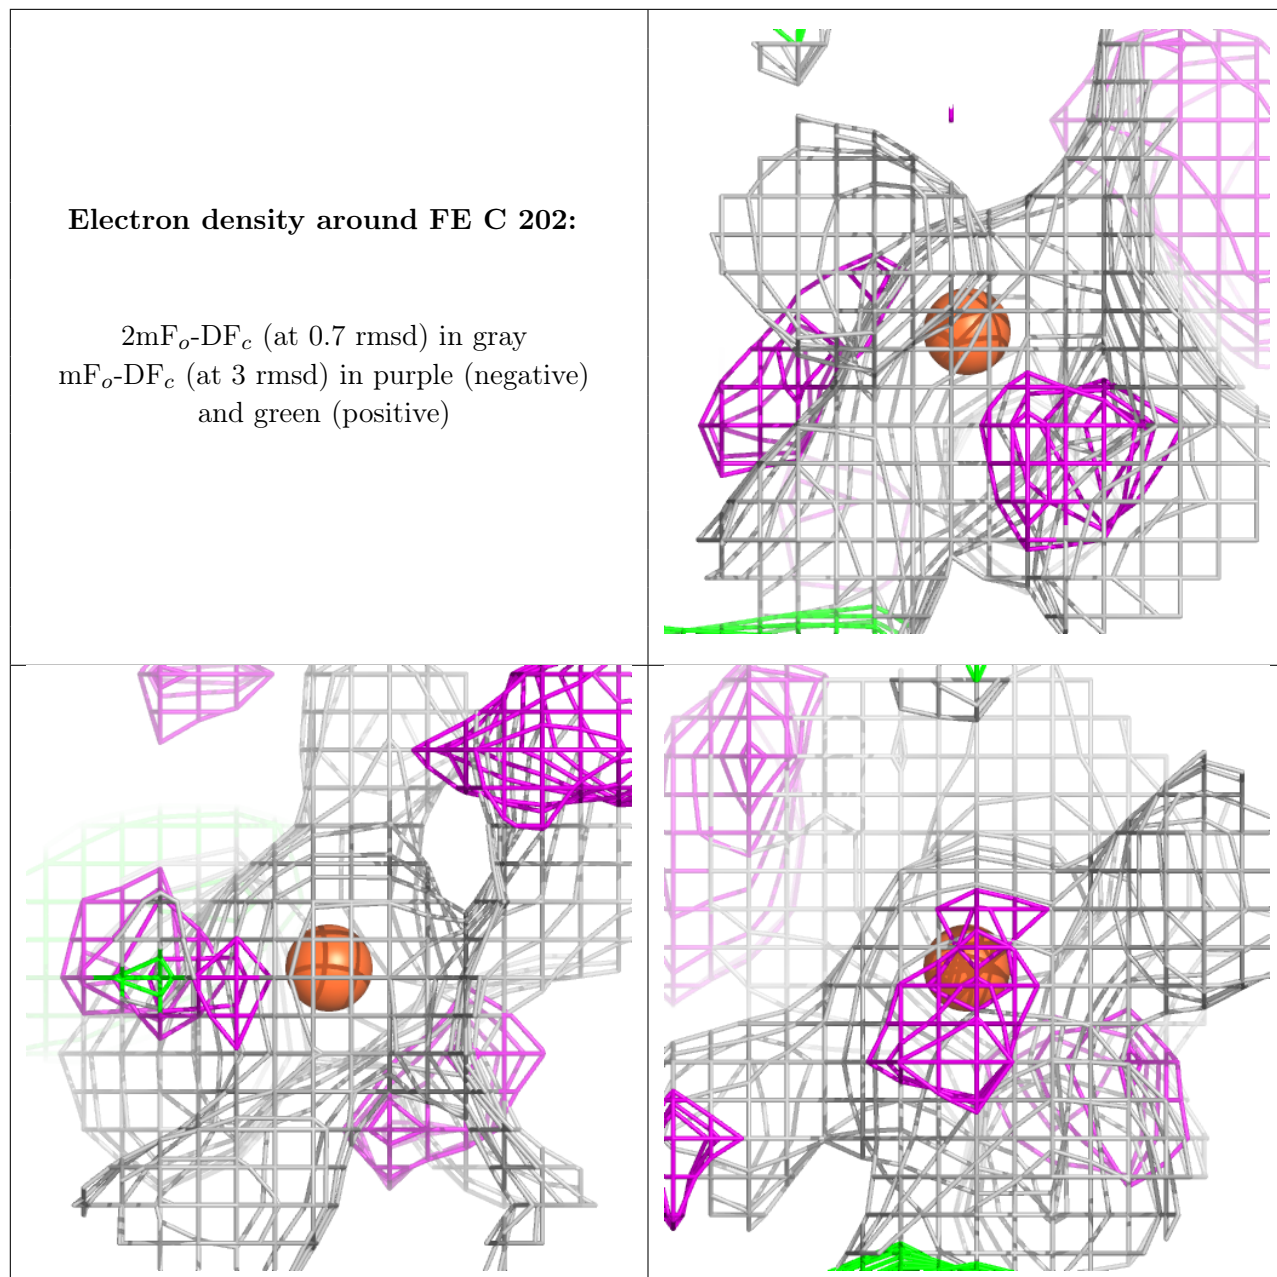 Electron density around FE C 202:
2mFo-DFc (at 0.7 rmsd) in gray
mFo-DFc (at 3 rmsd) in purple (negative)
and green (positive)